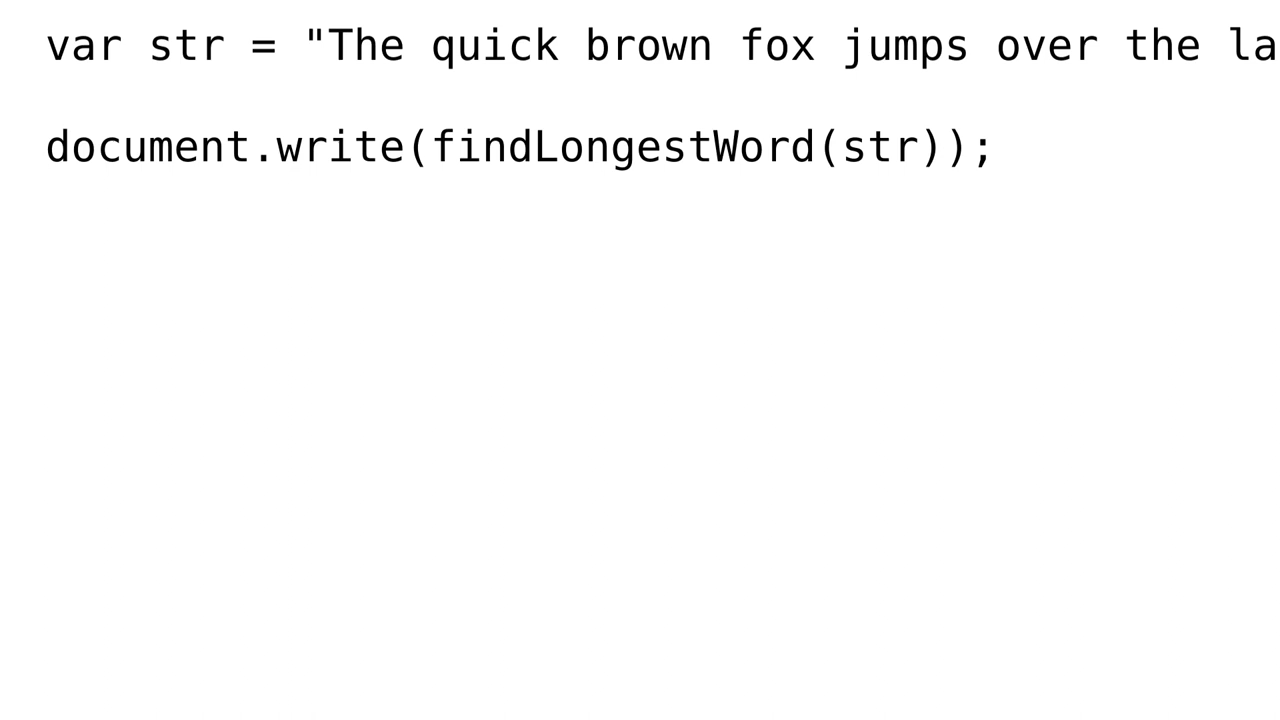 var str = "The quick brown fox jumps over the la
document.write(findLongestWord(str));